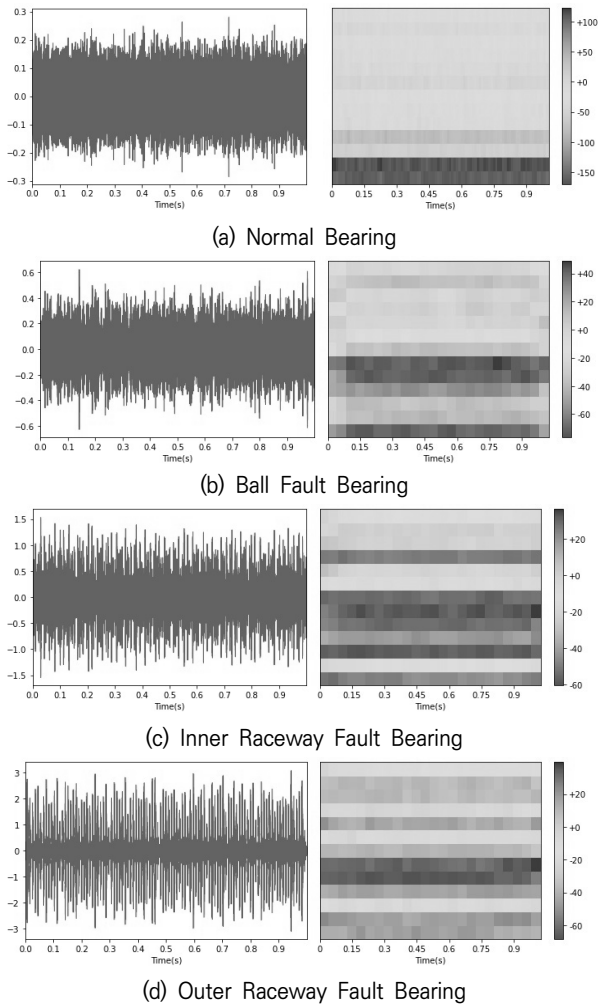 0.3
0.2
0.1
0.0
-0.1
-0.2
-0.3
0.0 0.1 0.2 0.3 0.4 0.5 0.6 0.7 0.8 0.9
Time(s)
0 0.15 0.3 0.45 0.6 0.75 0.9
Time(s)
+100
+50
+0
-50
-100
-150
(a) Normal Bearing
0.6
0.4
0.2
0.0
-0.2
-0.4
-0.6
0.0 0.1 0.2 0.3 0.4 0.5 0.6 0.7 0.8 0.9
Time(s)
0 0.15 0.3 0.45 0.6 0.75 0.9
Time(s)
+40
+20
+0
-20
-40
-60
(b) Ball Fault Bearing
1.5
1.0
0.5
0.0
-0.5
-1.0
-1.5
0.0 0.1 0.2 0.3 0.4 0.5 0.6 0.7 0.8 0.9
Time(s)
0 0.15 0.3 0.45 0.6 0.75 0.9
Time(s)
+20
+0
-20
-40
-60
(c) Inner Raceway Fault Bearing
3
2
1
0
-1
-2
-3
0.0 0.1 0.2 0.3 0.4 0.5 0.6 0.7 0.8 0.9
Time(s)
0 0.15 0.3 0.45 0.6 0.75 0.9
Time(s)
+20
+0
-20
-40
-60
(d) Outer Raceway Fault Bearing